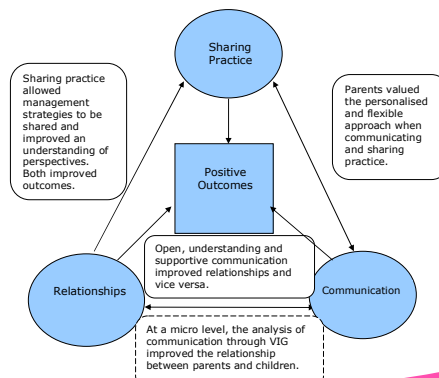 Sharing
Practice
Sharing practice
allowed
management
strategies to be
shared and
improved an
understanding of
perspectives.
Both improved
outcomes.
Parents valued
the personalised
and flexible
approach when
communicating
and sharing
practice.
Positive
Outcomes
Open, understanding and
supportive communication
improved relationships and
vice versa.
Relationships
Communication
At a micro level, the analysis of
communication through VIG
improved the relationship
between parents and children.